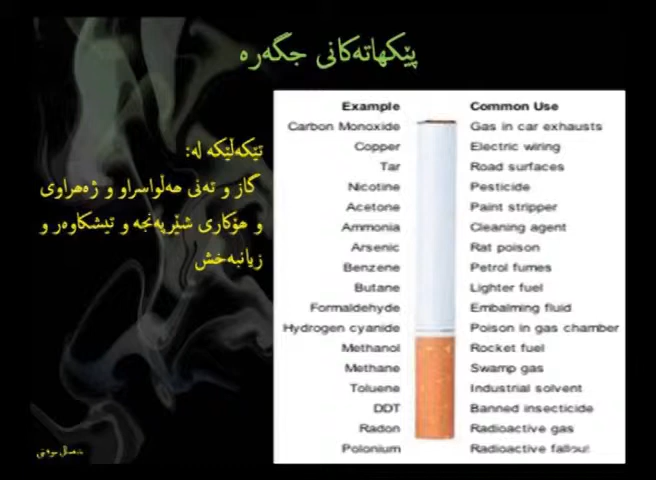 پێکهاتەکانی جگەرە
تێکەڵێکە لە:
گاز و تەنی هەڵواسراو و ژەهراوی
و هۆکاری شێرپەنجە و تیشکاوەر و
زیانبەخش
Example Common Use
Carbon Monoxide Gas in car exhausts
Copper Electric wiring
Tar Road surfaces
Nicotine Pesticide
Acetone Paint stripper
Ammonia Cleaning agent
Arsenic Rat poison
Benzene Petrol fumes
Butane Lighter fuel
Formaldehyde Embalming fluid
Hydrogen cyanide Poison in gas chamber
Methanol Rocket fuel
Methane Swamp gas
Toluene Industrial solvent
DDT Banned insecticide
Radon Radioactive gas
Polonium Radioactive fallout